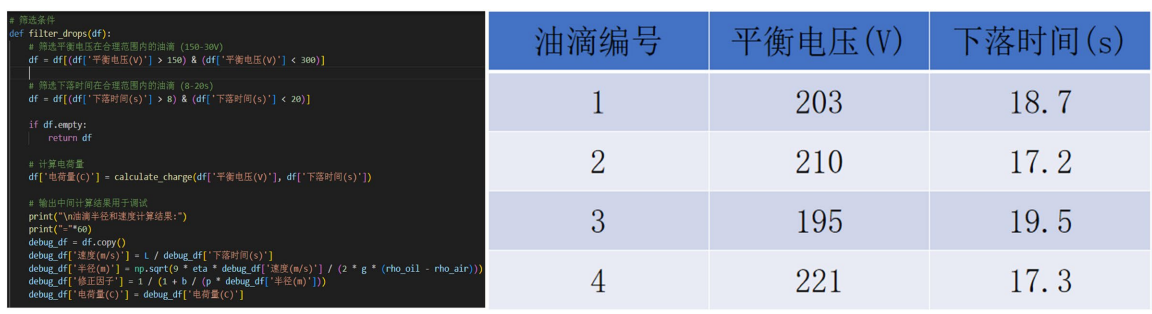 # 筛选条件
def filter_drops(df):
# 筛选平衡电压在合理范围内的油滴 (150-30V)
df = df[(df['平衡电压(V)'] > 150) & (df['平衡电压(V)'] < 300)]
# 筛选下落时间在合理范围内的油滴 (8-20s)
df = df[(df['下落时间(s)'] > 8) & (df['下落时间(s)'] < 20)]
if df.empty:
return df
# 计算电荷量
df['电荷量(C)'] = calculate_charge(df['平衡电压(V)'], df['下落时间(s)'])
# 输出中间计算结果用于调试
print("\n油滴半径和速度计算结果:")
print("="*60)
debug_df = df.copy()
debug_df['速度(m/s)'] = L / debug_df['下落时间(s)']
debug_df['半径(m)'] = np.sqrt(9 * eta * debug_df['速度(m/s)'] / (2 * g * (rho_oil - rho_air)))
debug_df['修正因子'] = 1 / (1 + b / (p * debug_df['半径(m)']))
debug_df['电荷量(C)'] = debug_df['电荷量(C)']
油滴编号 平衡电压(V) 下落时间(s)
1 203 18.7
2 210 17.2
3 195 19.5
4 221 17.3